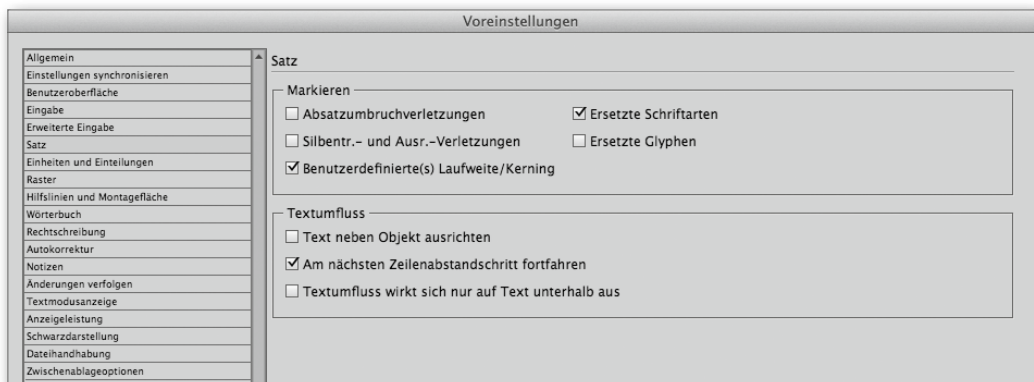 Voreinstellungen
Allgemein
Einstellungen synchronisieren
Benutzeroberfläche
Eingabe
Erweiterte Eingabe
Satz
Einheiten und Einteilungen
Raster
Hilfslinien und Montagefläche
Wörterbuch
Rechtschreibung
Autokorrektur
Notizen
Änderungen verfolgen
Textmodusanzeige
Anzeigeleistung
Schwarzdarstellung
Dateihandhabung
Zwischenablageoptionen
Satz
Markieren
Absatzumbruchverletzungen
Ersetzte Schriftarten
Silbentr.- und Ausr.-Verletzungen
Ersetzte Glyphen
Benutzerdefinierte(s) Laufweite/Kerning
Textumfluss
Text neben Objekt ausrichten
Am nächsten Zeilenabstandschritt fortfahren
Textumfluss wirkt sich nur auf Text unterhalb aus